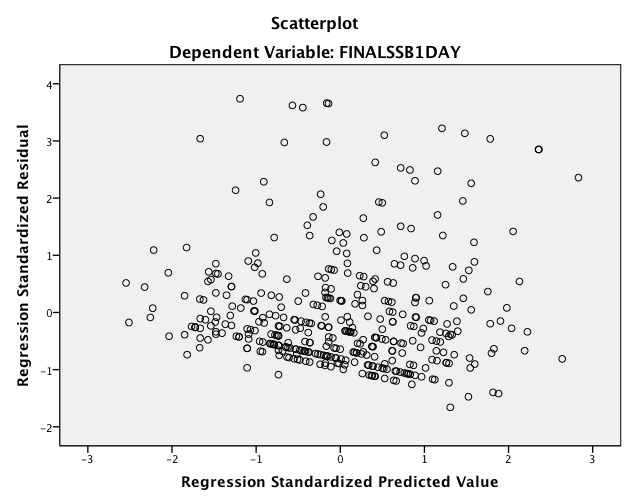 Scatterplot
Dependent Variable: FINALSSB1DAY
Regression Standardized Residual
4
3
2
1
0
−1
−2
−3 −2 −1 0 1 2 3
Regression Standardized Predicted Value